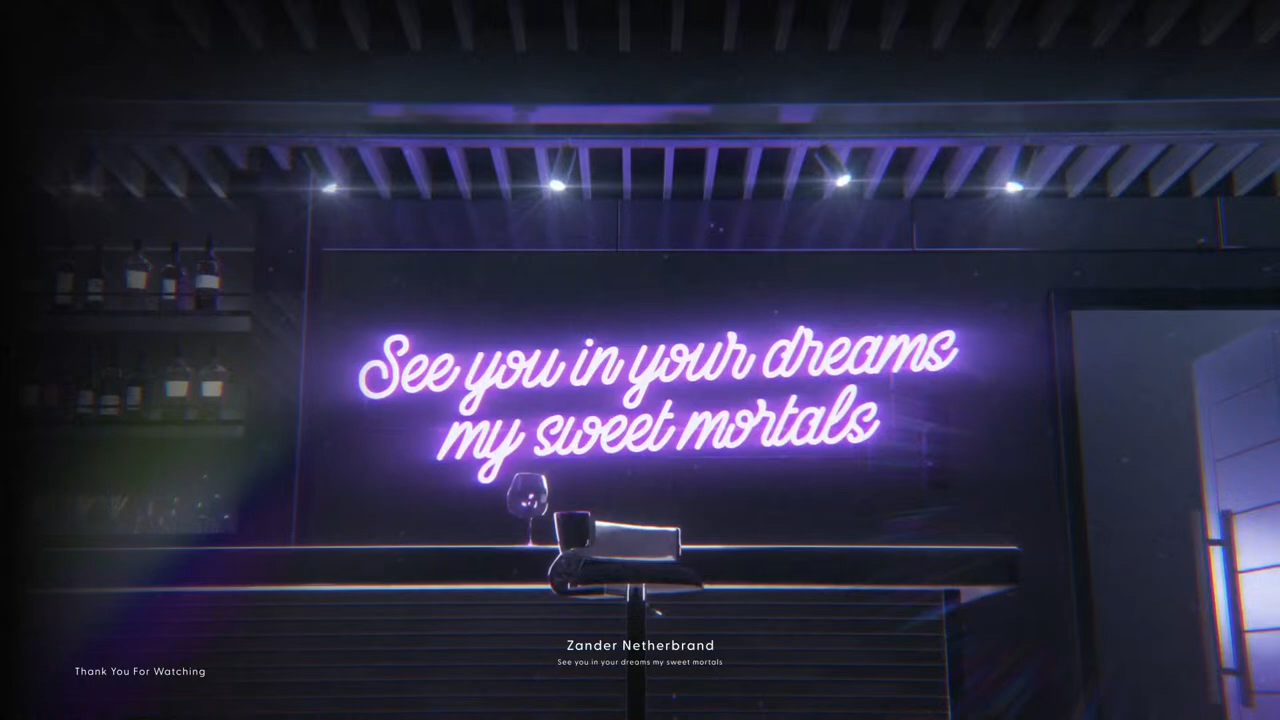 See you in your dreams
my sweet mortals
Zander Netherbrand
See you in your dreams my sweet mortals
Thank You For Watching